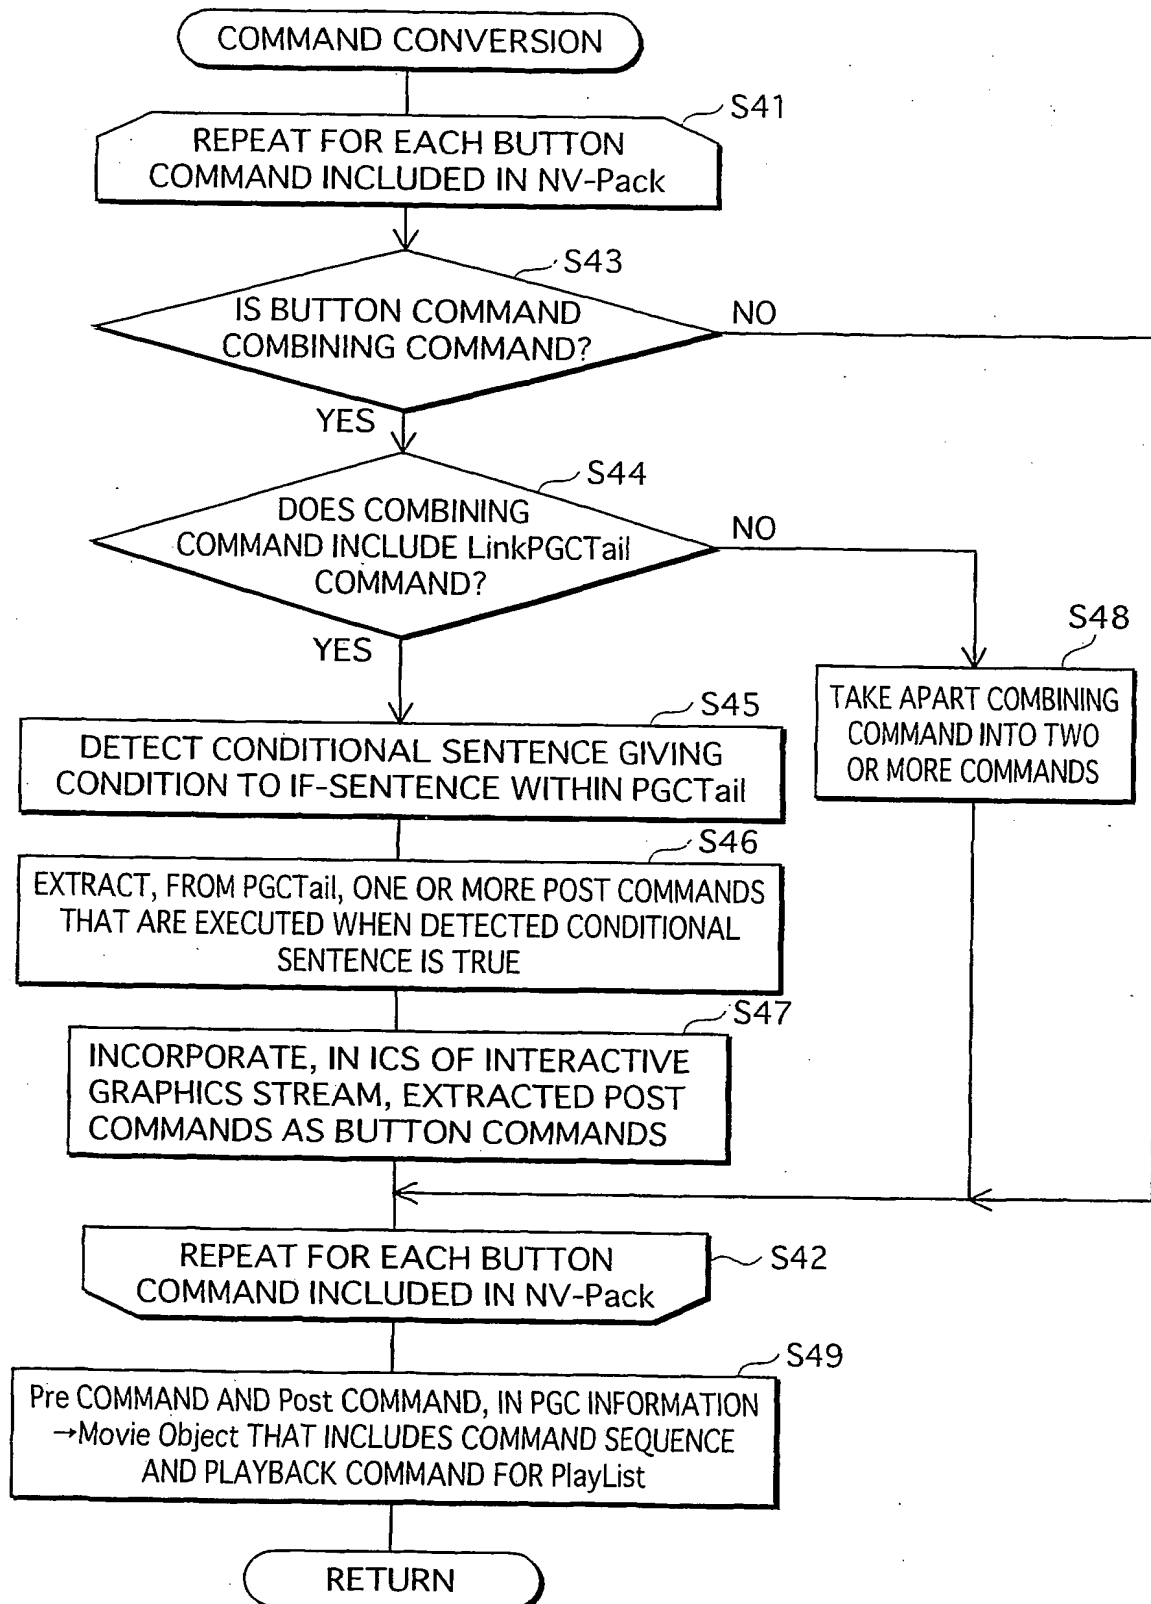 COMMAND CONVERSION
S41
REPEAT FOR EACH BUTTON
COMMAND INCLUDED IN NV-Pack
S43
IS BUTTON COMMAND
COMBINING COMMAND?
NO
YES
S44
DOES COMBINING
COMMAND INCLUDE LinkPGCTail
COMMAND?
NO
YES
S48
TAKE APART COMBINING
COMMAND INTO TWO
OR MORE COMMANDS
S45
DETECT CONDITIONAL SENTENCE GIVING
CONDITION TO IF-SENTENCE WITHIN PGCTail
S46
EXTRACT, FROM PGCTail, ONE OR MORE POST COMMANDS
THAT ARE EXECUTED WHEN DETECTED CONDITIONAL
SENTENCE IS TRUE
S47
INCORPORATE, IN ICS OF INTERACTIVE
GRAPHICS STREAM, EXTRACTED POST
COMMANDS AS BUTTON COMMANDS
REPEAT FOR EACH BUTTON
COMMAND INCLUDED IN NV-Pack
S42
S49
Pre COMMAND AND Post COMMAND, IN PGC INFORMATION
→Movie Object THAT INCLUDES COMMAND SEQUENCE
AND PLAYBACK COMMAND FOR PlayList
RETURN